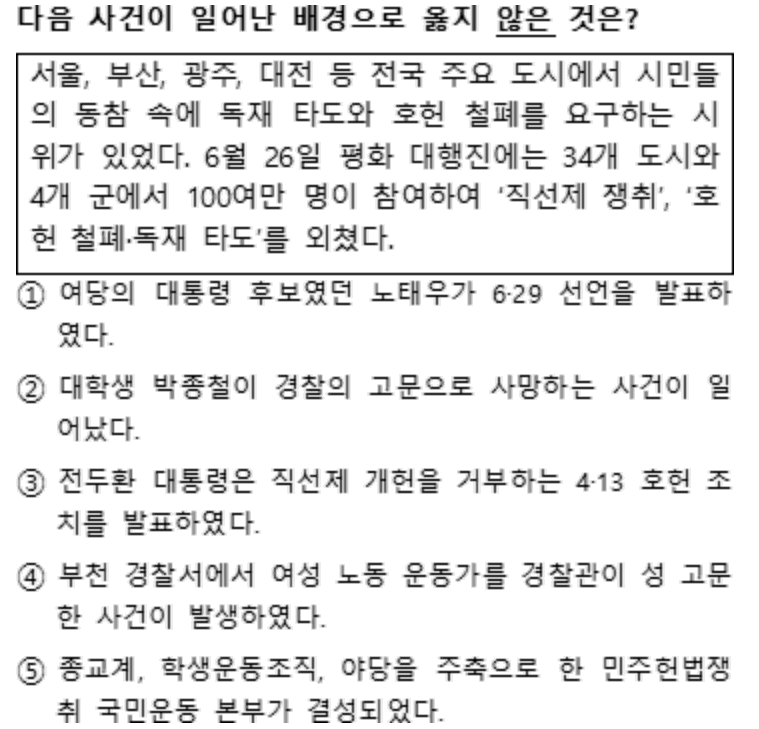 다음 사건이 일어난 배경으로 옳지 않은 것은?
서울, 부산, 광주, 대전 등 전국 주요 도시에서 시민들
의 동참 속에 독재 타도와 호헌 철폐를 요구하는 시
위가 있었다. 6월 26일 평화 대행진에는 34개 도시와
4개 군에서 100여만 명이 참여하여 ‘직선제 쟁취’, ‘호
헌 철폐·독재 타도’를 외쳤다.
① 여당의 대통령 후보였던 노태우가 6·29 선언을 발표하
였다.
② 대학생 박종철이 경찰의 고문으로 사망하는 사건이 일
어났다.
③ 전두환 대통령은 직선제 개헌을 거부하는 4·13 호헌 조
치를 발표하였다.
④ 부천 경찰서에서 여성 노동 운동가를 경찰관이 성 고문
한 사건이 발생하였다.
⑤ 종교계, 학생운동조직, 야당을 주축으로 한 민주헌법쟁
취 국민운동 본부가 결성되었다.